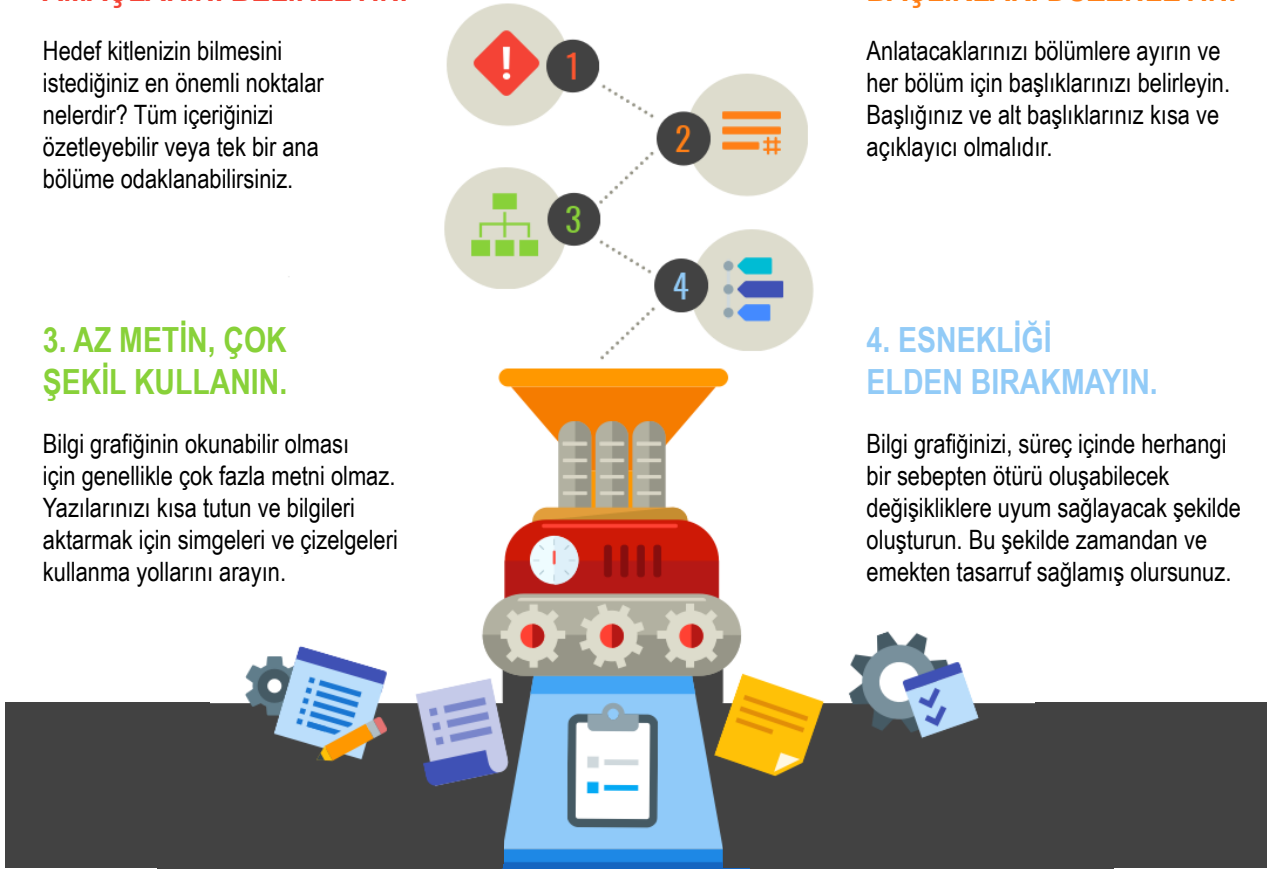 Hedef kitlenizin bilmesini
istediğiniz en önemli noktalar
nelerdir? Tüm içeriğinizi
özetleyebilir veya tek bir ana
bölüme odaklanabilirsiniz.
Anlatacaklarınızı bölümlere ayırın ve
her bölüm için başlıklarınızı belirleyin.
Başlığınız ve alt başlıklarınız kısa ve
açıklayıcı olmalıdır.
!
1
2
#
3
4
3. AZ METİN, ÇOK
ŞEKİL KULLANIN.
Bilgi grafiğinin okunabilir olması
için genellikle çok fazla metni olmaz.
Yazılarınızı kısa tutun ve bilgileri
aktarmak için simgeleri ve çizelgeleri
kullanma yollarını arayın.
4. ESNEKLİĞİ
ELDEN BIRAKMAYIN.
Bilgi grafiğinizi, süreç içinde herhangi
bir sebepten ötürü oluşabilecek
değişikliklere uyum sağlayacak şekilde
oluşturun. Bu şekilde zamandan ve
emekten tasarruf sağlamış olursunuz.